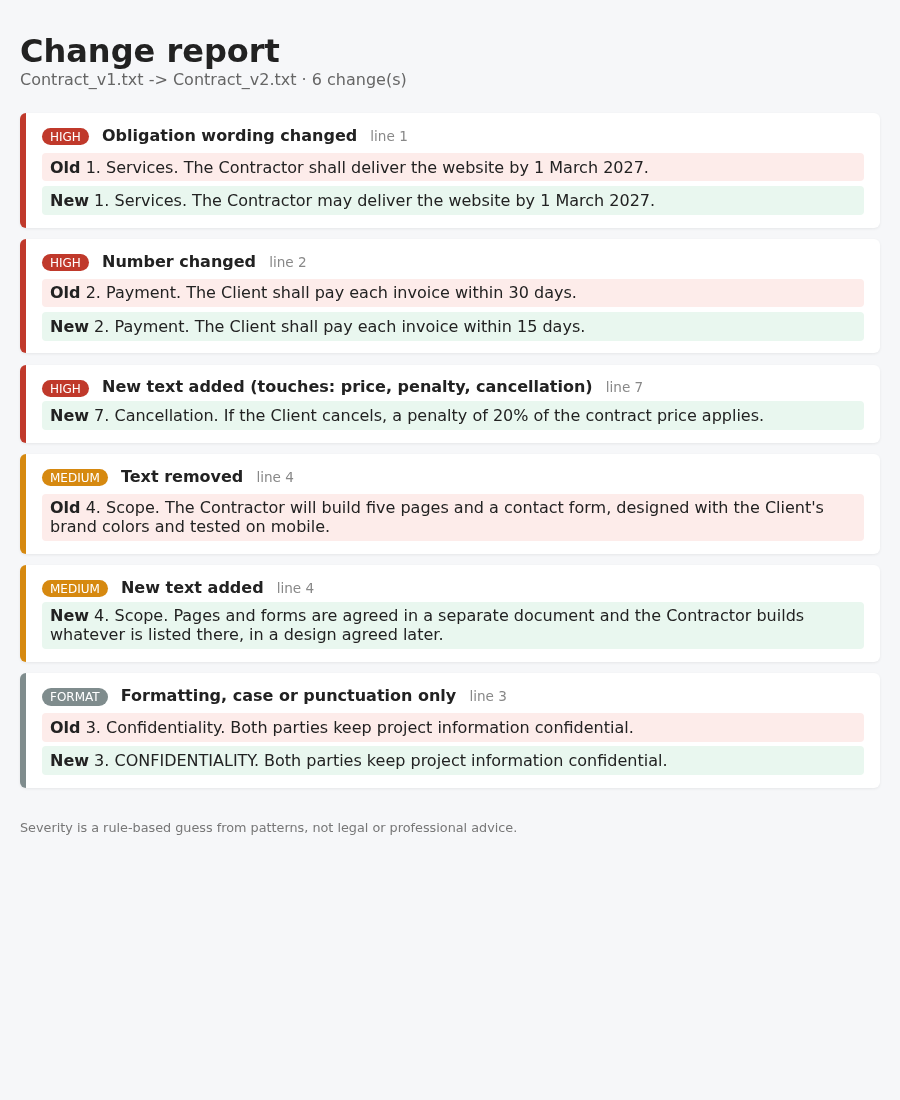 Change report
Contract_v1.txt -> Contract_v2.txt · 6 change(s)
HIGH Obligation wording changed line 1
Old 1. Services. The Contractor shall deliver the website by 1 March 2027.
New 1. Services. The Contractor may deliver the website by 1 March 2027.
HIGH Number changed line 2
Old 2. Payment. The Client shall pay each invoice within 30 days.
New 2. Payment. The Client shall pay each invoice within 15 days.
HIGH New text added (touches: price, penalty, cancellation) line 7
New 7. Cancellation. If the Client cancels, a penalty of 20% of the contract price applies.
MEDIUM Text removed line 4
Old 4. Scope. The Contractor will build five pages and a contact form, designed with the Client's
brand colors and tested on mobile.
MEDIUM New text added line 4
New 4. Scope. Pages and forms are agreed in a separate document and the Contractor builds
whatever is listed there, in a design agreed later.
FORMAT Formatting, case or punctuation only line 3
Old 3. Confidentiality. Both parties keep project information confidential.
New 3. CONFIDENTIALITY. Both parties keep project information confidential.
Severity is a rule-based guess from patterns, not legal or professional advice.